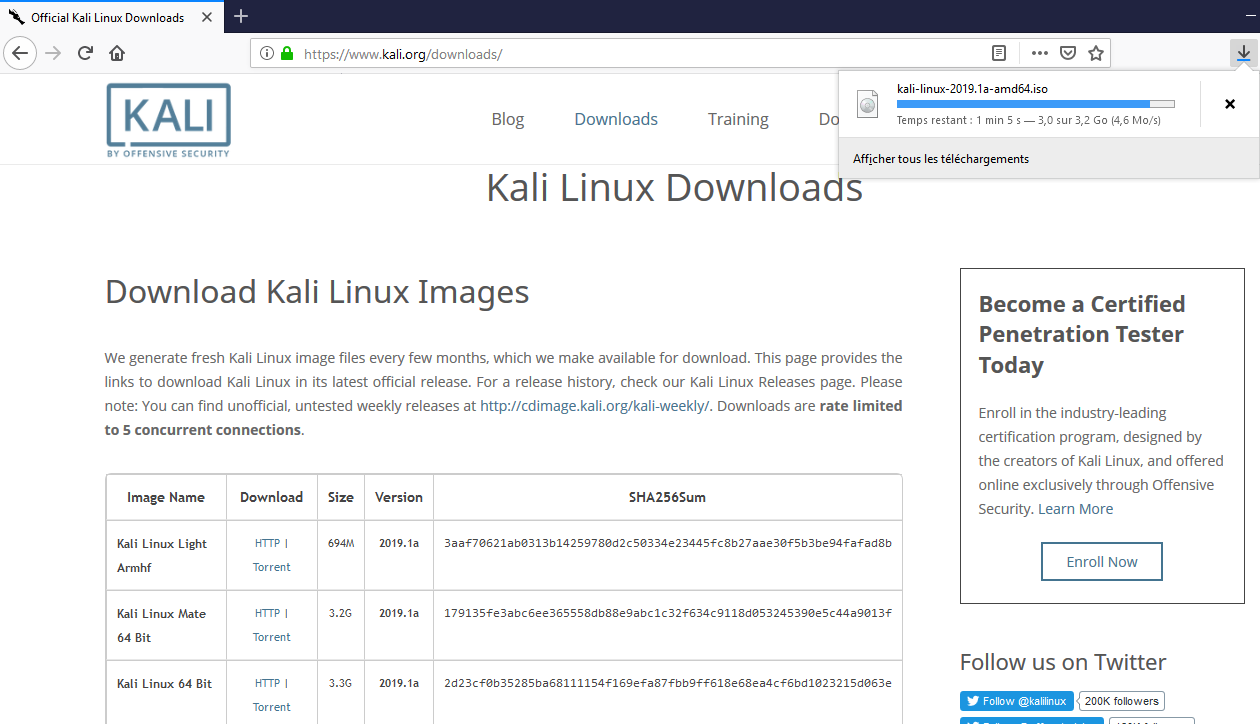 Official Kali Linux Downloads
https://www.kali.org/downloads/
kali-linux-2019.1a-amd64.iso
Temps restant : 1 min 5 s — 3,0 sur 3,2 Go (4,6 Mo/s)
Afficher tous les téléchargements
KALI
BY OFFENSIVE SECURITY
Blog Downloads Training Do
Kali Linux Downloads
Download Kali Linux Images
We generate fresh Kali Linux image files every few months, which we make available for download. This page provides the
links to download Kali Linux in its latest official release. For a release history, check our Kali Linux Releases page. Please
note: You can find unofficial, untested weekly releases at http://cdimage.kali.org/kali-weekly/. Downloads are rate limited
to 5 concurrent connections.
Image Name Download Size Version SHA256Sum
Kali Linux Light HTTP | 694M 2019.1a 3aaf70621ab0313b14259780d2c50334e23445fc8b27aae30f5b3be94fafad8b
Armhf Torrent
Kali Linux Mate HTTP | 3.2G 2019.1a 179135fe3abc6ee365558db88e9abc1c32f634c9118d053245390e5c44a9013f
64 Bit Torrent
Kali Linux 64 Bit HTTP | 3.3G 2019.1a 2d23cf0b35285ba68111154f169efa87fbb9ff618e68ea4cf6bd1023215d063e
Torrent
Become a Certified
Penetration Tester
Today
Enroll in the industry-leading
certification program, designed by
the creators of Kali Linux, and offered
online exclusively through Offensive
Security. Learn More
Enroll Now
Follow us on Twitter
Follow @kalilinux 200K followers